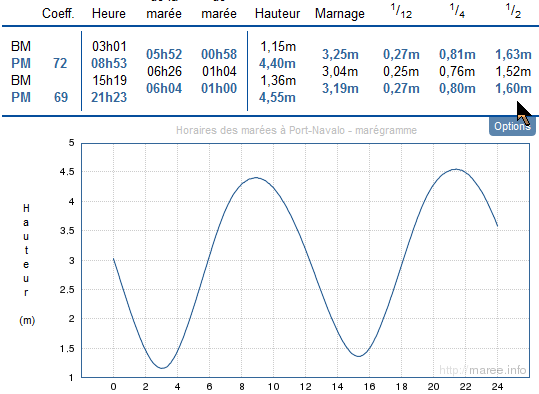 marée marée
Coeff. Heure Hauteur Marnage 1/12 1/4 1/2
BM 03h01 1,15m
05h52 00h58 3,25m 0,27m 0,81m 1,63m
PM 72 08h53 4,40m
06h26 01h04 3,04m 0,25m 0,76m 1,52m
BM 15h19 1,36m
06h04 01h00 3,19m 0,27m 0,80m 1,60m
PM 69 21h23 4,55m
Options
Horaires des marées à Port-Navalo - marégramme
5
4.5
4
3.5
3
2.5
2
1.5
1
Hauteur
(m)
http://maree.info
0 2 4 6 8 10 12 14 16 18 20 22 24